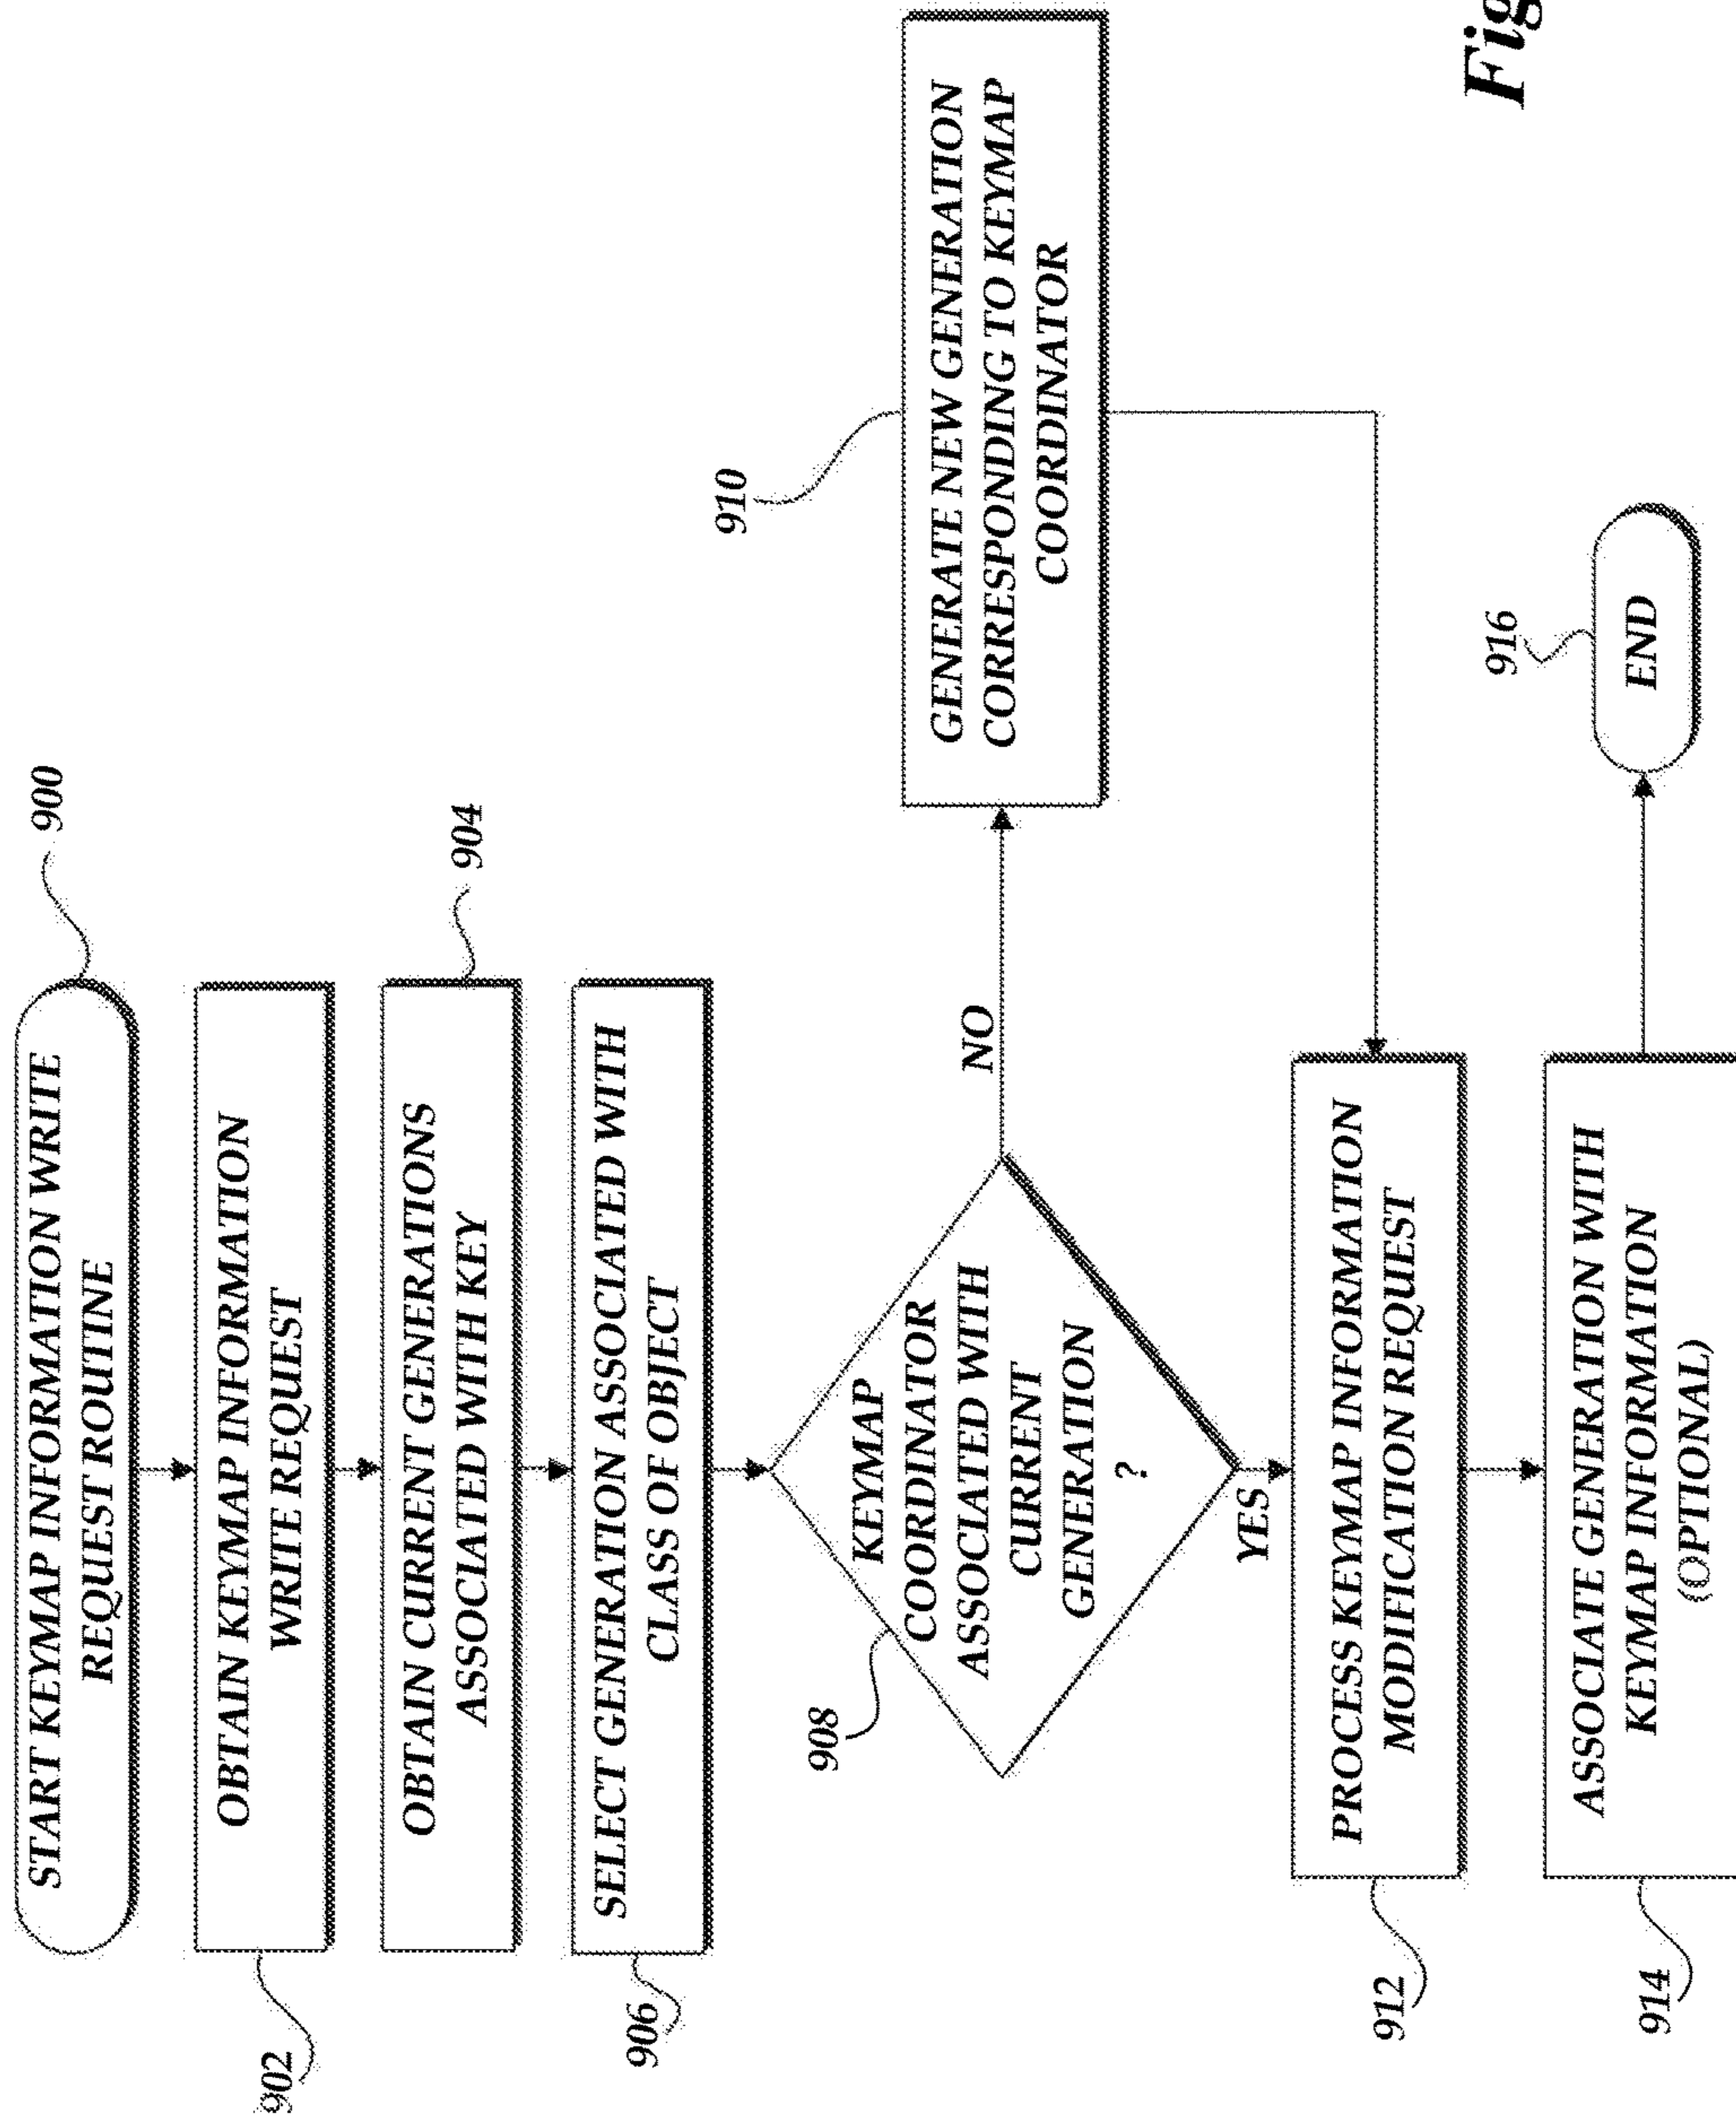 START KEYMAP INFORMATION WRITE
REQUEST ROUTINE
900
OBTAIN KEYMAP INFORMATION
WRITE REQUEST
902
OBTAIN CURRENT GENERATIONS
ASSOCIATED WITH KEY
904
SELECT GENERATION ASSOCIATED WITH
CLASS OF OBJECT
906
KEYMAP
COORDINATOR
ASSOCIATED WITH
CURRENT
GENERATION
?
908
NO
910
GENERATE NEW GENERATION
CORRESPONDING TO KEYMAP
COORDINATOR
YES
PROCESS KEYMAP INFORMATION
MODIFICATION REQUEST
912
ASSOCIATE GENERATION WITH
KEYMAP INFORMATION
(OPTIONAL)
914
916
END
Fig